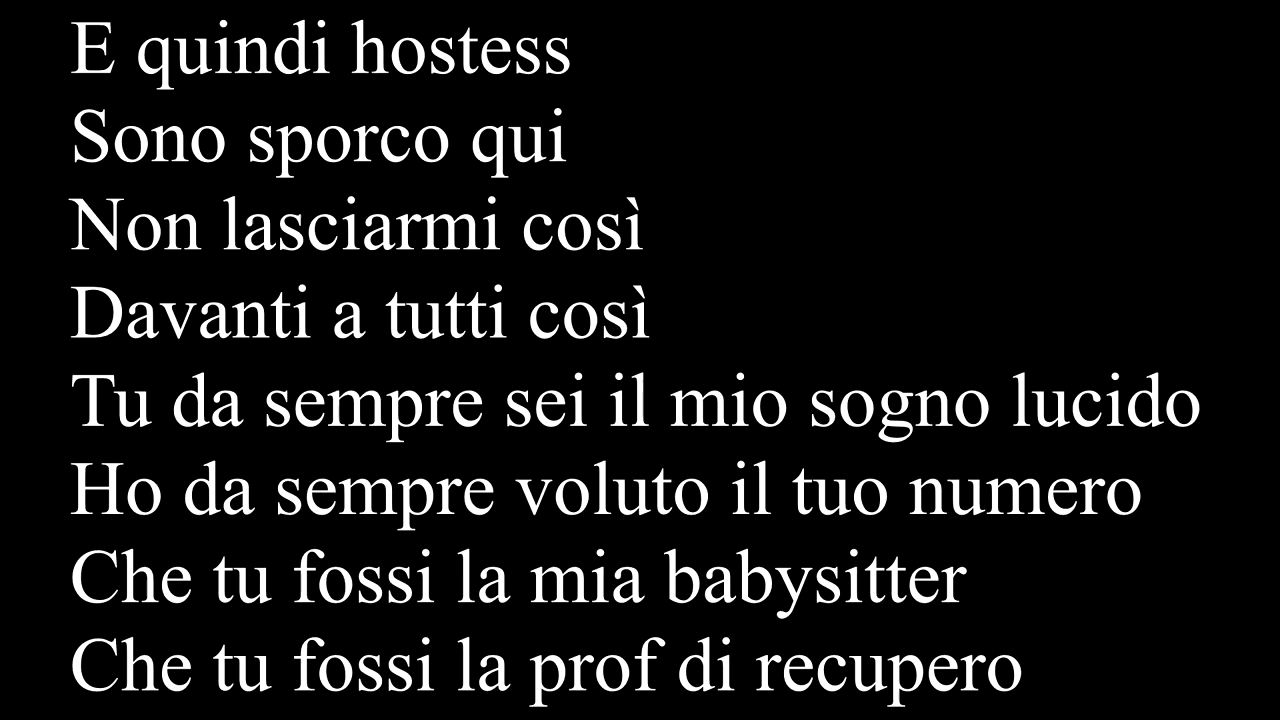 E quindi hostess
Sono sporco qui
Non lasciarmi così
Davanti a tutti così
Tu da sempre sei il mio sogno lucido
Ho da sempre voluto il tuo numero
Che tu fossi la mia babysitter
Che tu fossi la prof di recupero